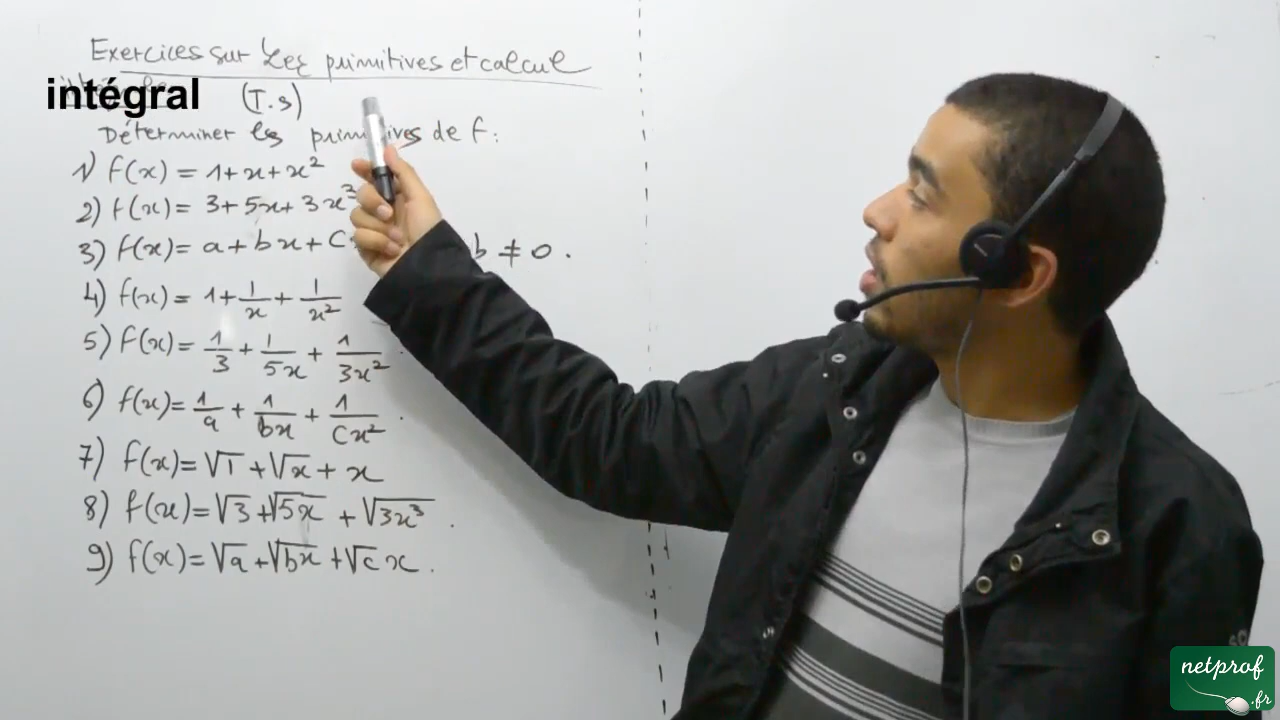 Exercices sur Les primitives et calcul
intégral (T.S)
Déterminer les primitives de f:
1) f(x) = 1+x+x²
2) f(x) = 3+5x+3x³
3) f(x) = a+bx+c b ≠ 0.
4) f(x) = 1+1/x+1/x²
5) f(x) = 1/3+1/5x+1/3x².
6) f(x) = 1/a+1/bx+1/cx².
7) f(x) = √1+√x+x
8) f(x) = √3+√5x+√3x³.
9) f(x) = √a+√bx+√c x.
netprof
.fr